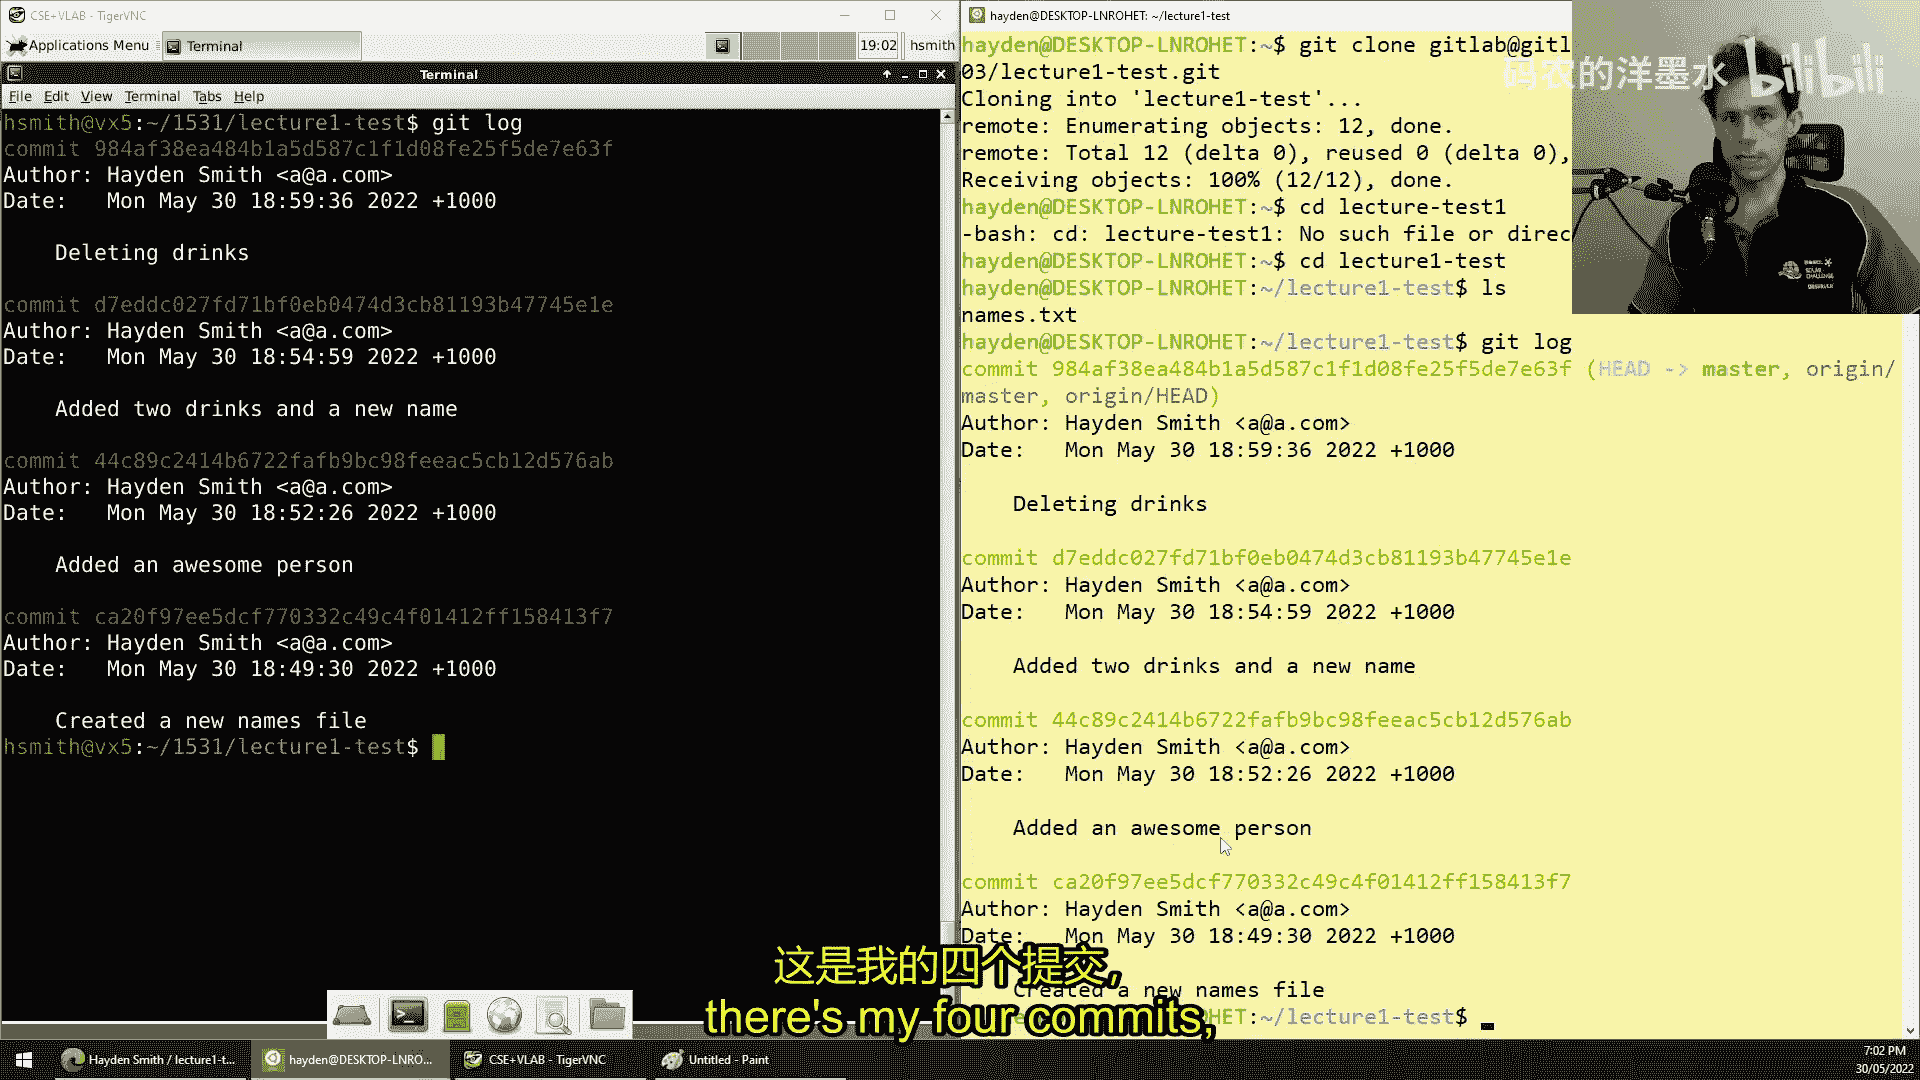 CSE+VLAB - TigerVNC
Applications Menu
Terminal
19:02
hsmith
Terminal
File Edit View Terminal Tabs Help
hsmith@vx5:~/1531/lecture1-test$ git log
commit 984af38ea484b1a5d587c1f1d08fe25f5de7e63f
Author: Hayden Smith <a@a.com>
Date:   Mon May 30 18:59:36 2022 +1000
Deleting drinks
commit d7eddc027fd71bf0eb0474d3cb81193b47745e1e
Author: Hayden Smith <a@a.com>
Date:   Mon May 30 18:54:59 2022 +1000
Added two drinks and a new name
commit 44c89c2414b6722fafb9bc98feeac5cb12d576ab
Author: Hayden Smith <a@a.com>
Date:   Mon May 30 18:52:26 2022 +1000
Added an awesome person
commit ca20f97ee5dcf770332c49c4f01412ff158413f7
Author: Hayden Smith <a@a.com>
Date:   Mon May 30 18:49:30 2022 +1000
Created a new names file
hsmith@vx5:~/1531/lecture1-test$
hayden@DESKTOP-LNROHET: ~/lecture1-test
hayden@DESKTOP-LNROHET:~$ git clone gitlab@gitl
03/lecture1-test.git
Cloning into 'lecture1-test'...
remote: Enumerating objects: 12, done.
remote: Total 12 (delta 0), reused 0 (delta 0),
Receiving objects: 100% (12/12), done.
hayden@DESKTOP-LNROHET:~$ cd lecture-test1
-bash: cd: lecture-test1: No such file or direc
hayden@DESKTOP-LNROHET:~$ cd lecture1-test
hayden@DESKTOP-LNROHET:~/lecture1-test$ ls
names.txt
hayden@DESKTOP-LNROHET:~/lecture1-test$ git log
commit 984af38ea484b1a5d587c1f1d08fe25f5de7e63f (HEAD -> master, origin/
master, origin/HEAD)
Author: Hayden Smith <a@a.com>
Date:   Mon May 30 18:59:36 2022 +1000
Deleting drinks
commit d7eddc027fd71bf0eb0474d3cb81193b47745e1e
Author: Hayden Smith <a@a.com>
Date:   Mon May 30 18:54:59 2022 +1000
Added two drinks and a new name
commit 44c89c2414b6722fafb9bc98feeac5cb12d576ab
Author: Hayden Smith <a@a.com>
Date:   Mon May 30 18:52:26 2022 +1000
Added an awesome person
commit ca20f97ee5dcf770332c49c4f01412ff158413f7
Author: Hayden Smith <a@a.com>
Date:   Mon May 30 18:49:30 2022 +1000
Created a new names file
HET:~/lecture1-test$
码农的洋墨水 bilibili
这是我的四个提交,
there's my four commits,
Hayden Smith / lecture1-t...
hayden@DESKTOP-LNRO...
CSE+VLAB - TigerVNC
Untitled - Paint
7:02 PM
30/05/2022